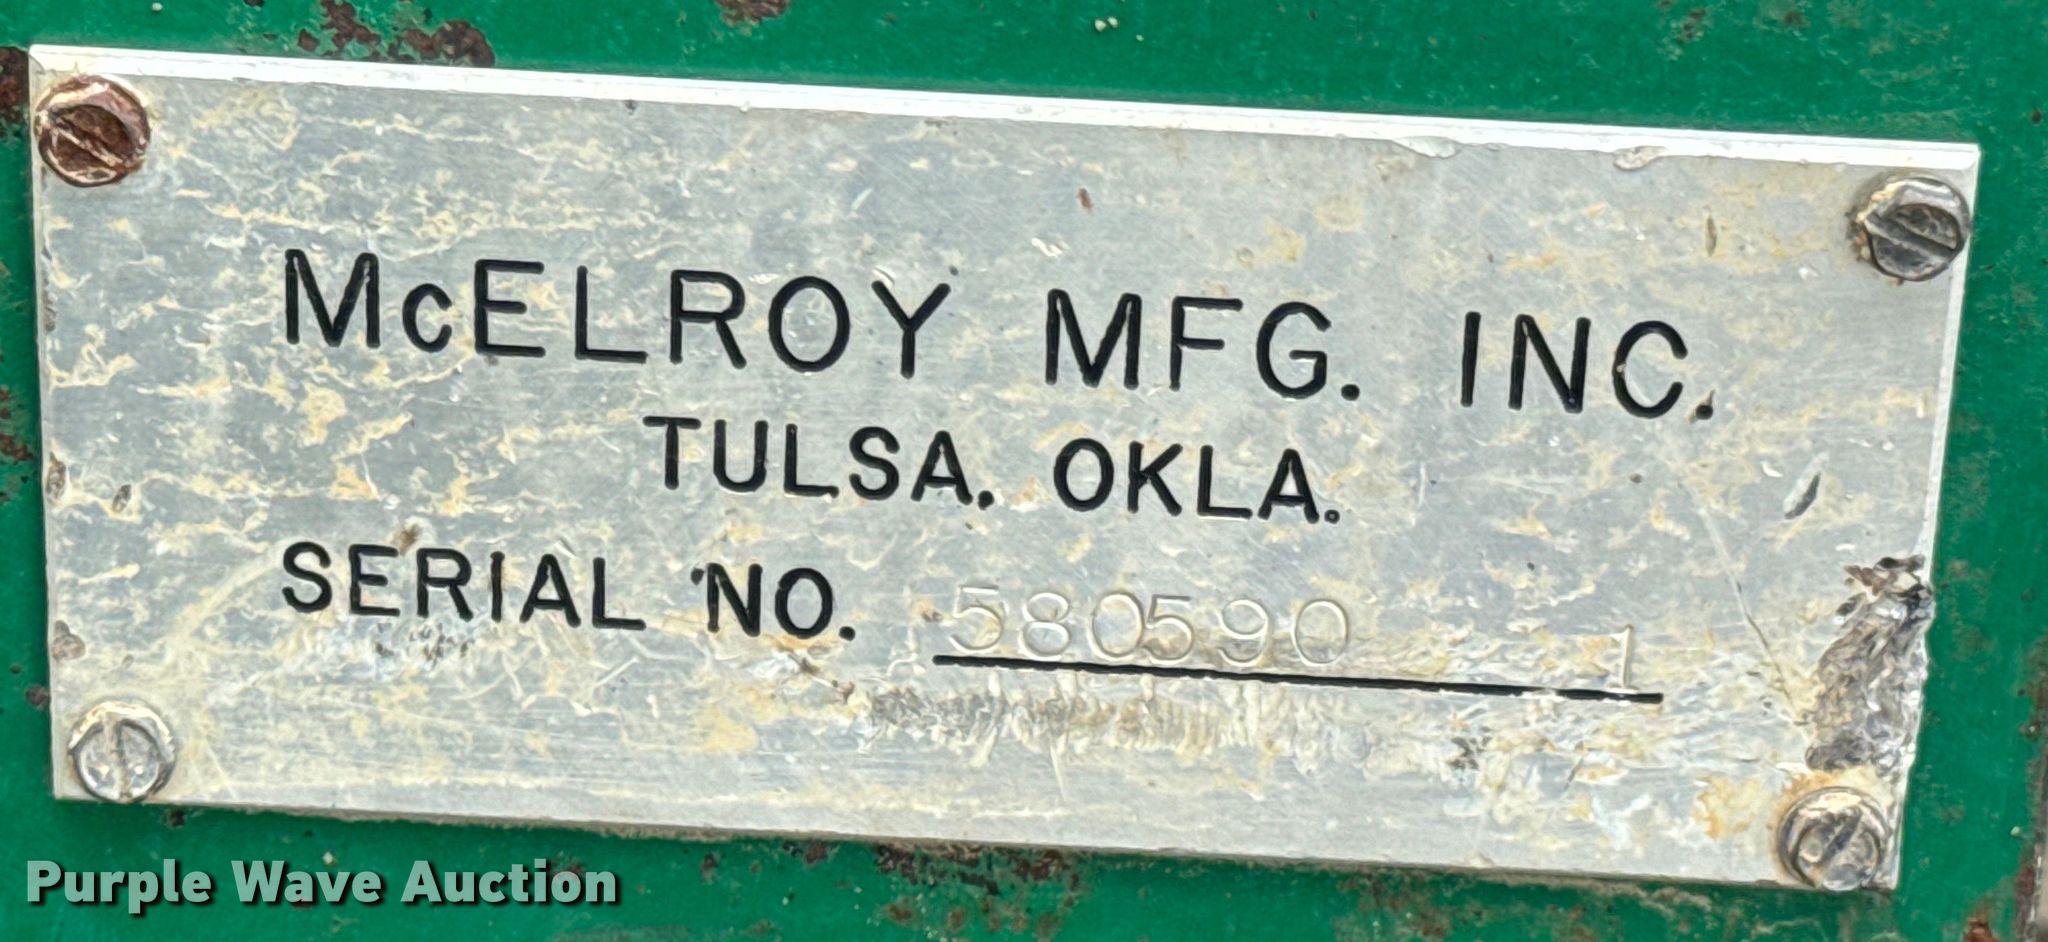 McELROY MFG. INC.
TULSA, OKLA.
SERIAL NO. 580590 1
Purple Wave Auction